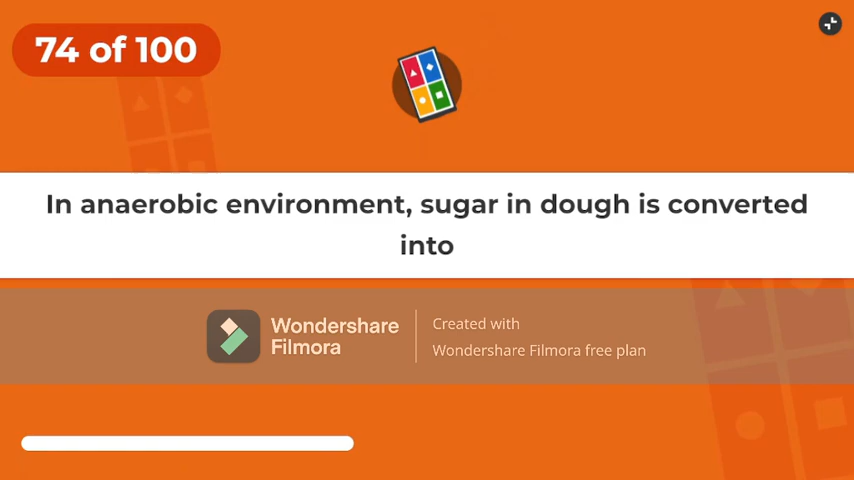 74 of 100
In anaerobic environment, sugar in dough is converted
into
Wondershare
Filmora
Created with
Wondershare Filmora free plan